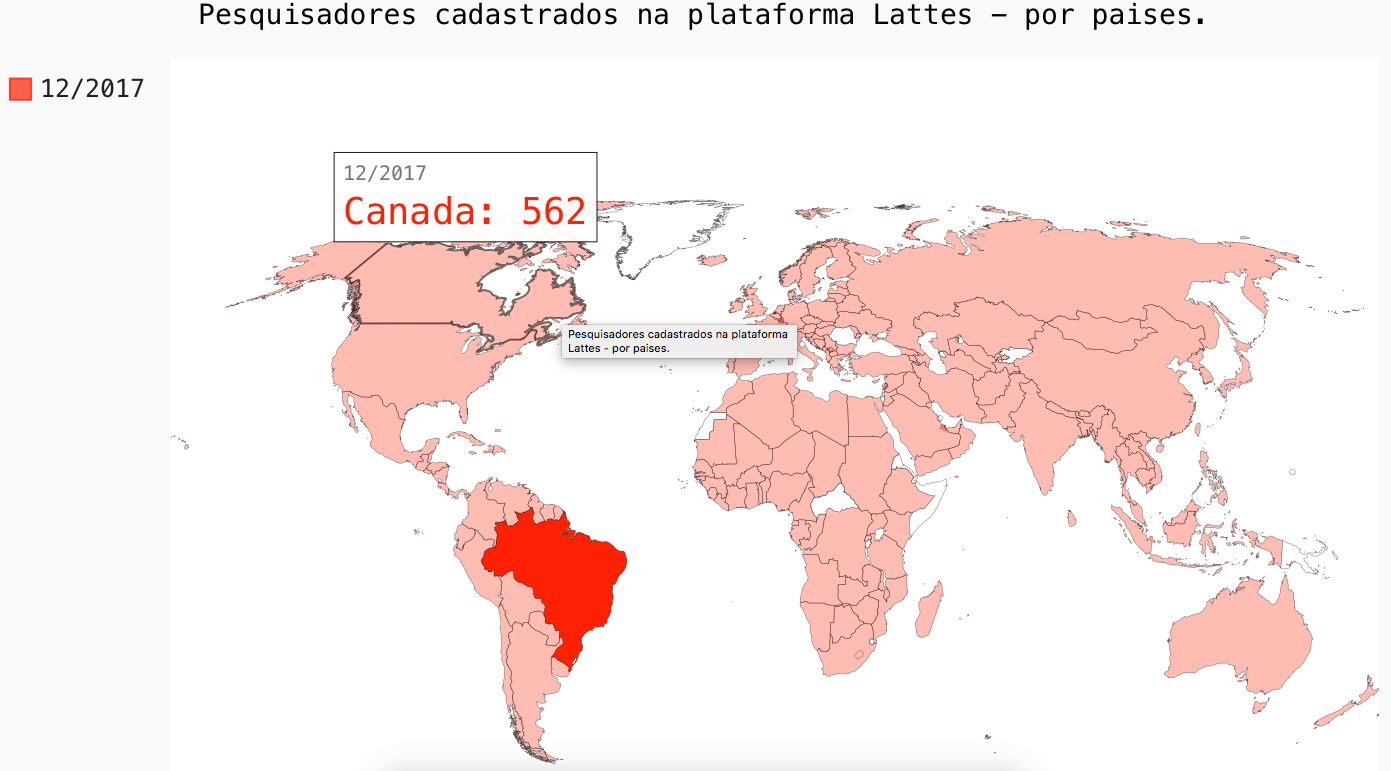 Pesquisadores cadastrados na plataforma Lattes - por paises.
12/2017
12/2017
Canada: 562
Pesquisadores cadastrados na plataforma
Lattes - por paises.